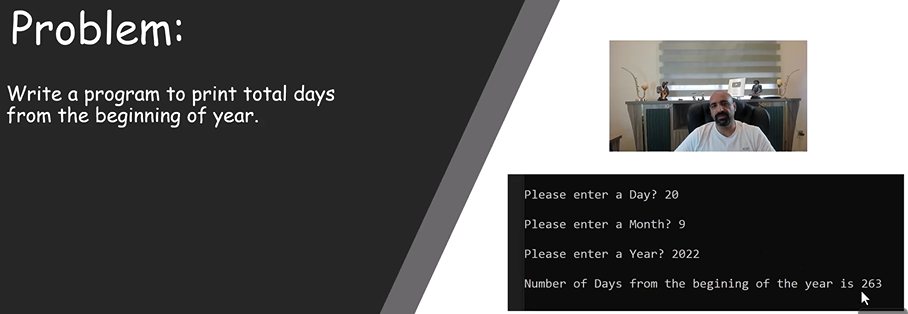 Problem:
Write a program to print total days
from the beginning of year.
Please enter a Day? 20
Please enter a Month? 9
Please enter a Year? 2022
Number of Days from the begining of the year is 263